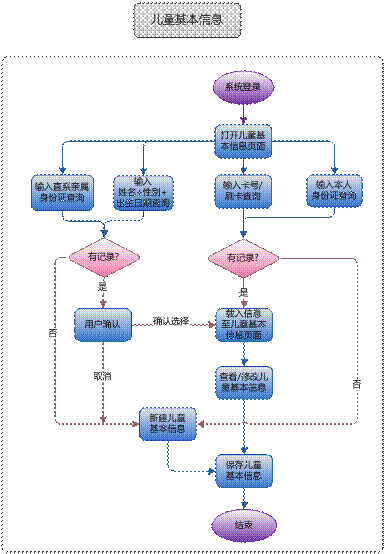 儿童基本信息
系统登录
打开儿童基
本信息页面
输入直系亲属
身份证查询
输入
姓名+性别+
出生日期查询
输入卡号/
刷卡查询
输入本人
身份证查询
有记录?
有记录?
是
是
用户确认
确认选择
载入信息
至儿童基本
信息页面
否
取消
查看/修改儿
童基本信息
否
新建儿童
基本信息
保存儿童
基本信息
结束